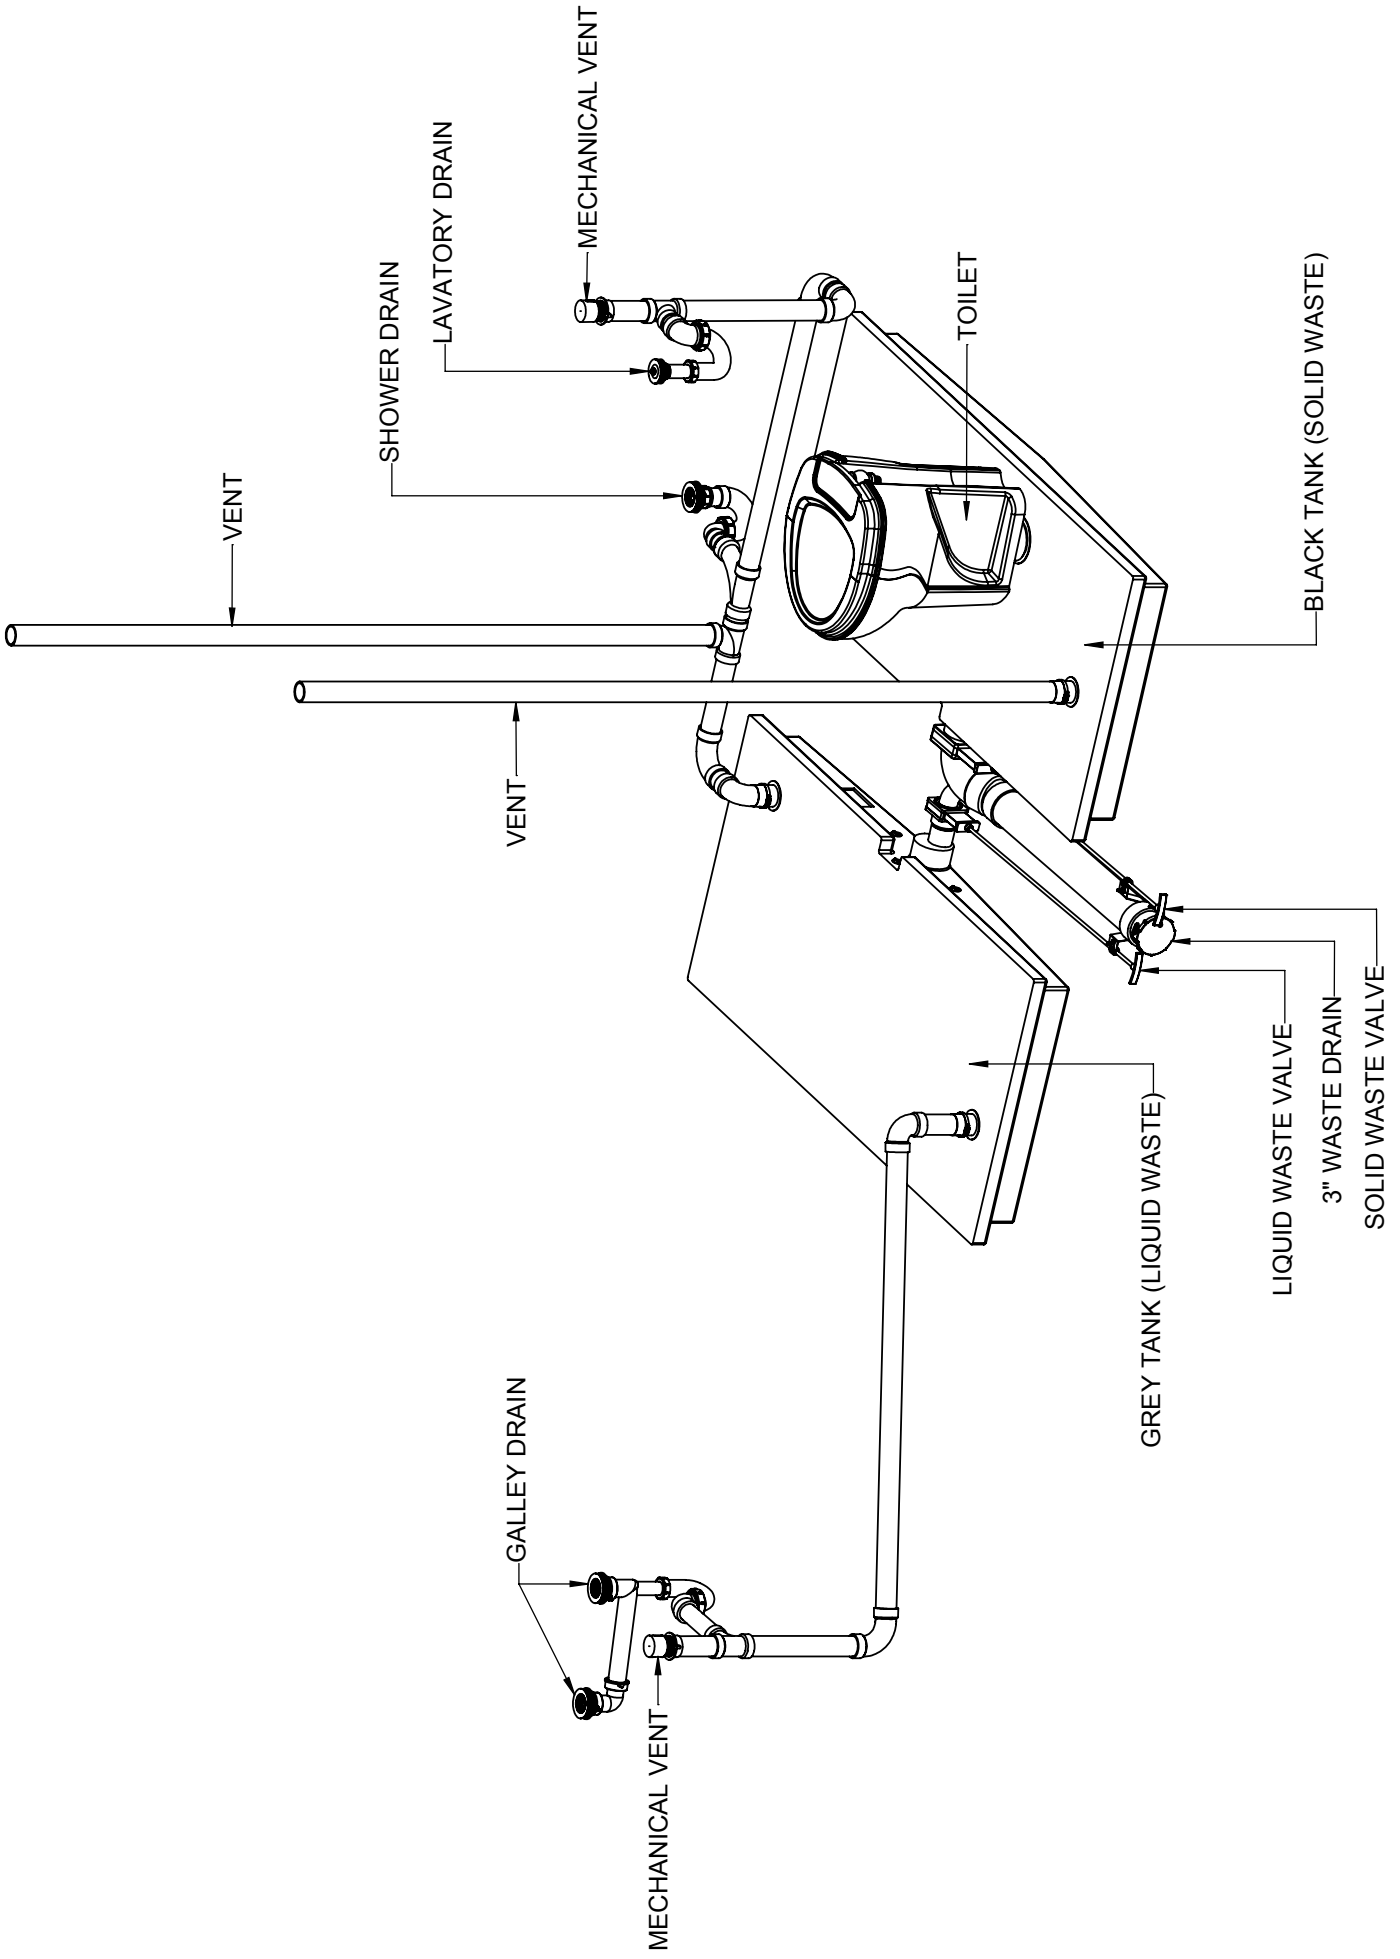 MECHANICAL VENT
LAVATORY DRAIN
SHOWER DRAIN
VENT
VENT
TOILET
BLACK TANK (SOLID WASTE)
GALLEY DRAIN
MECHANICAL VENT
GREY TANK (LIQUID WASTE)
LIQUID WASTE VALVE
3" WASTE DRAIN
SOLID WASTE VALVE